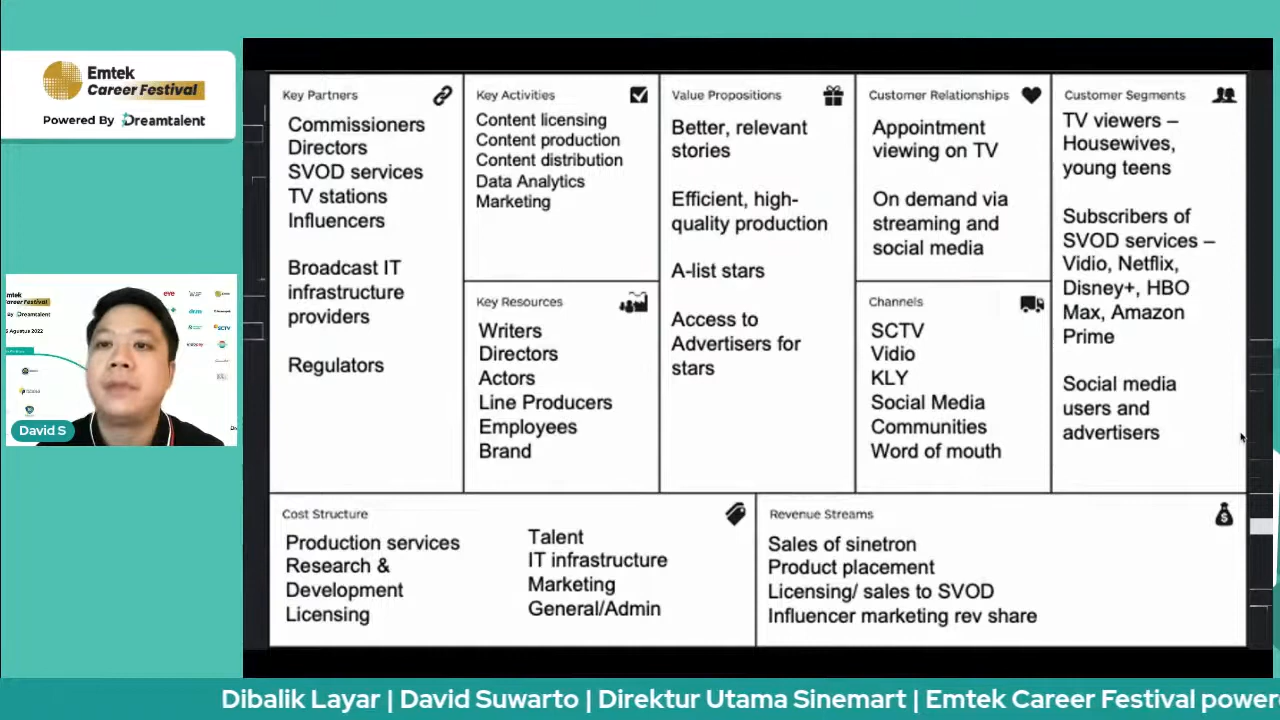 Emtek
Career Festival
Powered By Dreamtalent
David S
Key Partners
Commissioners
Directors
SVOD services
TV stations
Influencers
Broadcast IT
infrastructure
providers
Regulators
Key Activities
Content licensing
Content production
Content distribution
Data Analytics
Marketing
Key Resources
Writers
Directors
Actors
Line Producers
Employees
Brand
Value Propositions
Better, relevant
stories
Efficient, high-
quality production
A-list stars
Access to
Advertisers for
stars
Customer Relationships
Appointment
viewing on TV
On demand via
streaming and
social media
Channels
SCTV
Vidio
KLY
Social Media
Communities
Word of mouth
Customer Segments
TV viewers –
Housewives,
young teens
Subscribers of
SVOD services –
Vidio, Netflix,
Disney+, HBO
Max, Amazon
Prime
Social media
users and
advertisers
Cost Structure
Production services
Research &
Development
Licensing
Talent
IT infrastructure
Marketing
General/Admin
Revenue Streams
Sales of sinetron
Product placement
Licensing/ sales to SVOD
Influencer marketing rev share
Dibalik Layar | David Suwarto | Direktur Utama Sinemart | Emtek Career Festival power